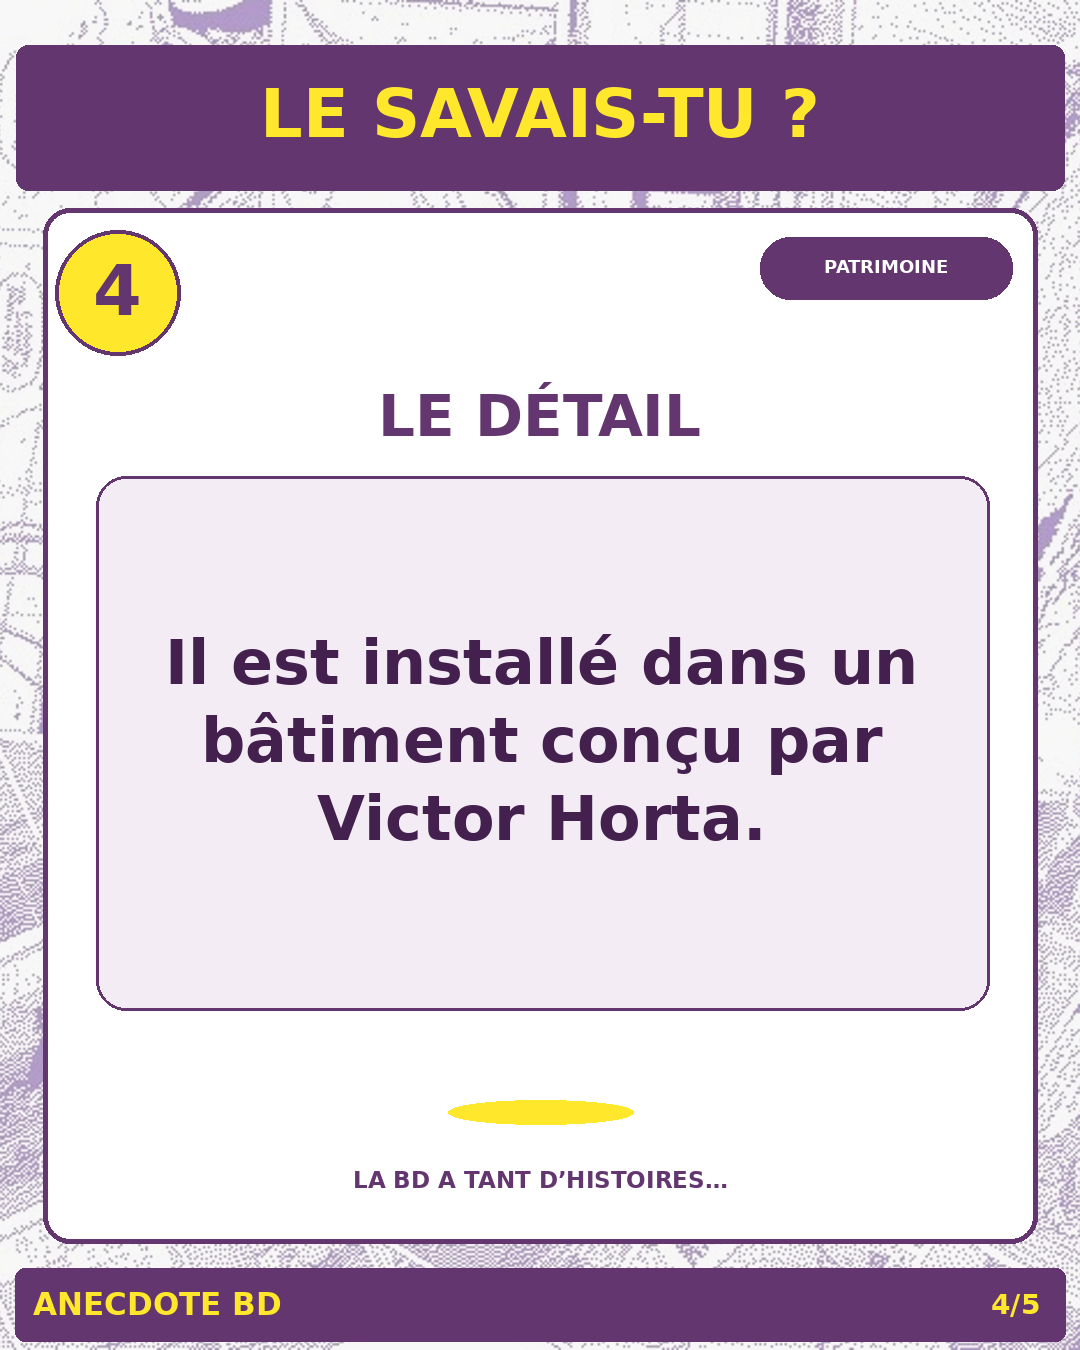 LE SAVAIS-TU ?
4
PATRIMOINE
LE DÉTAIL
Il est installé dans un
bâtiment conçu par
Victor Horta.
LA BD A TANT D’HISTOIRES…
ANECDOTE BD
4/5